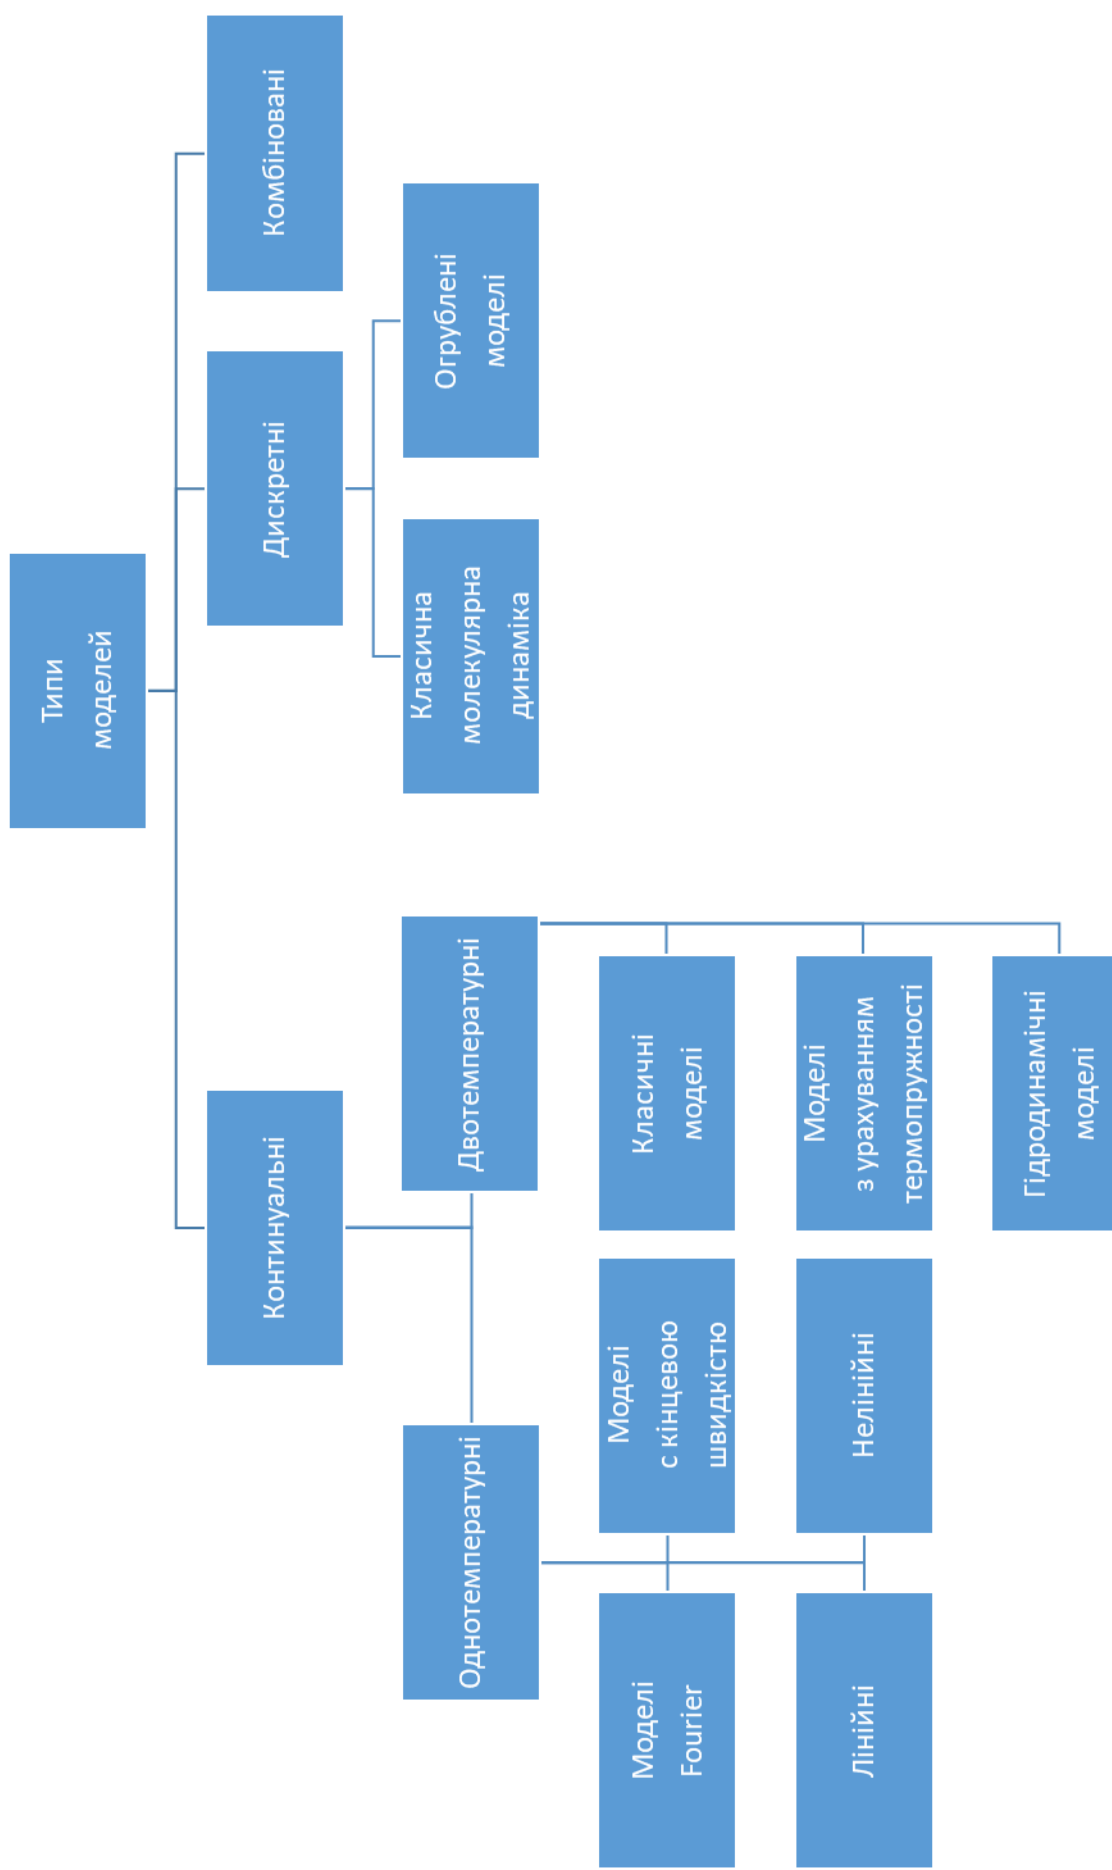 Типи
моделей
Континуальні
Дискретні
Комбіновані
Однотемпературні
Двотемпературні
Класична
молекулярна
динаміка
Огрублені
моделі
Моделі
Fourier
Моделі
с кінцевою
швидкістю
Класичні
моделі
Лінійні
Нелінійні
Моделі
з урахуванням
термопружності
Гідродинамічні
моделі